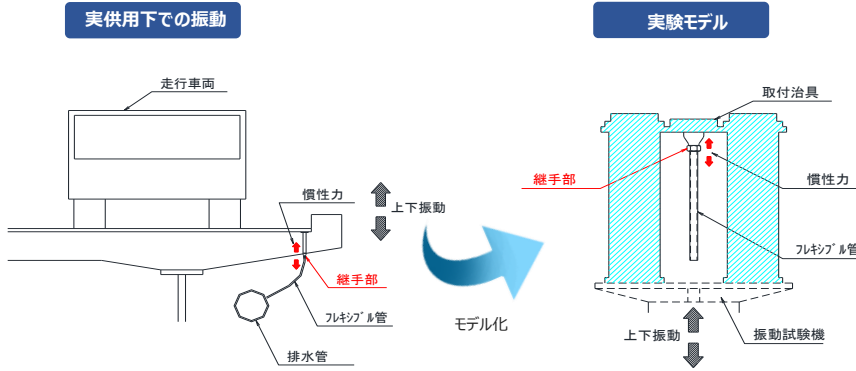 実供用下での振動
実験モデル
走行車両
取付治具
慣性力
上下振動
継手部
継手部
慣性力
ﾌﾚｷｼﾌﾞﾙ管
ﾌﾚｷｼﾌﾞﾙ管
モデル化
上下振動
振動試験機
排水管